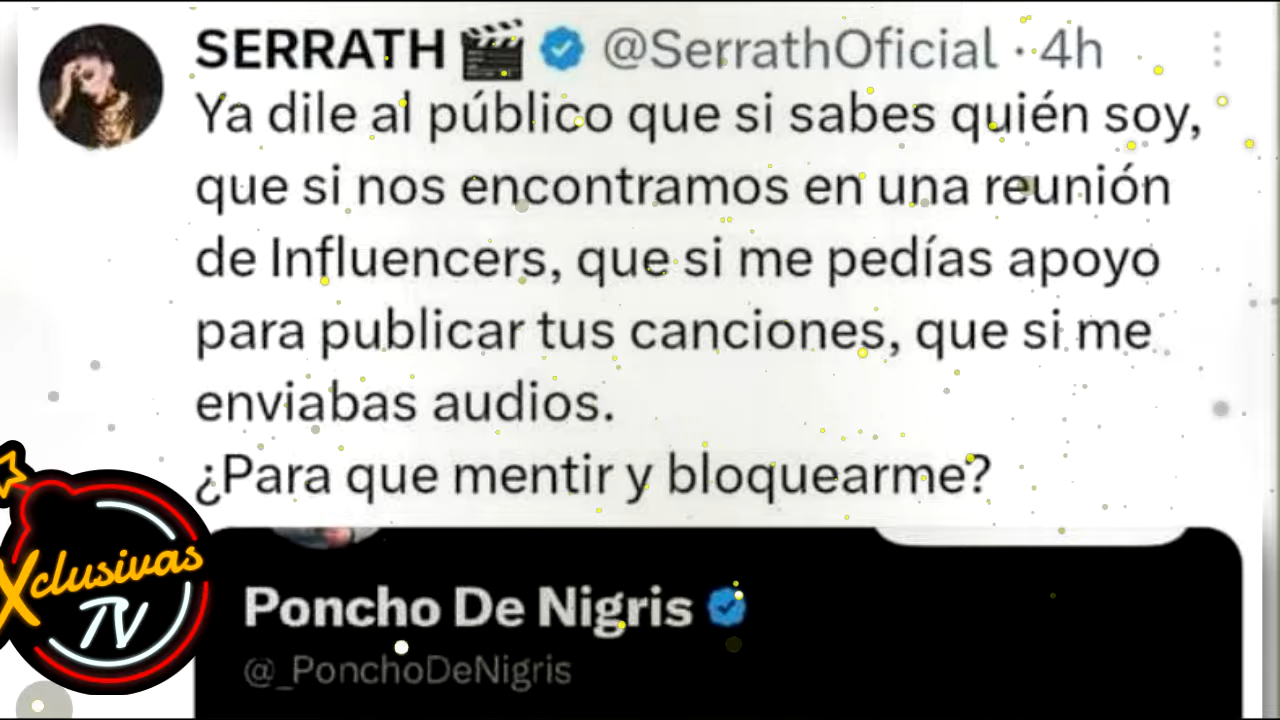 SERRATH @SerrathOficial · 4h
Ya dile al público que si sabes quién soy,
que si nos encontramos en una reunión
de Influencers, que si me pedías apoyo
para publicar tus canciones, que si me
enviabas audios.
¿Para que mentir y bloquearme?
Xclusivas
TV
Poncho De Nigris
@_PonchoDeNigris